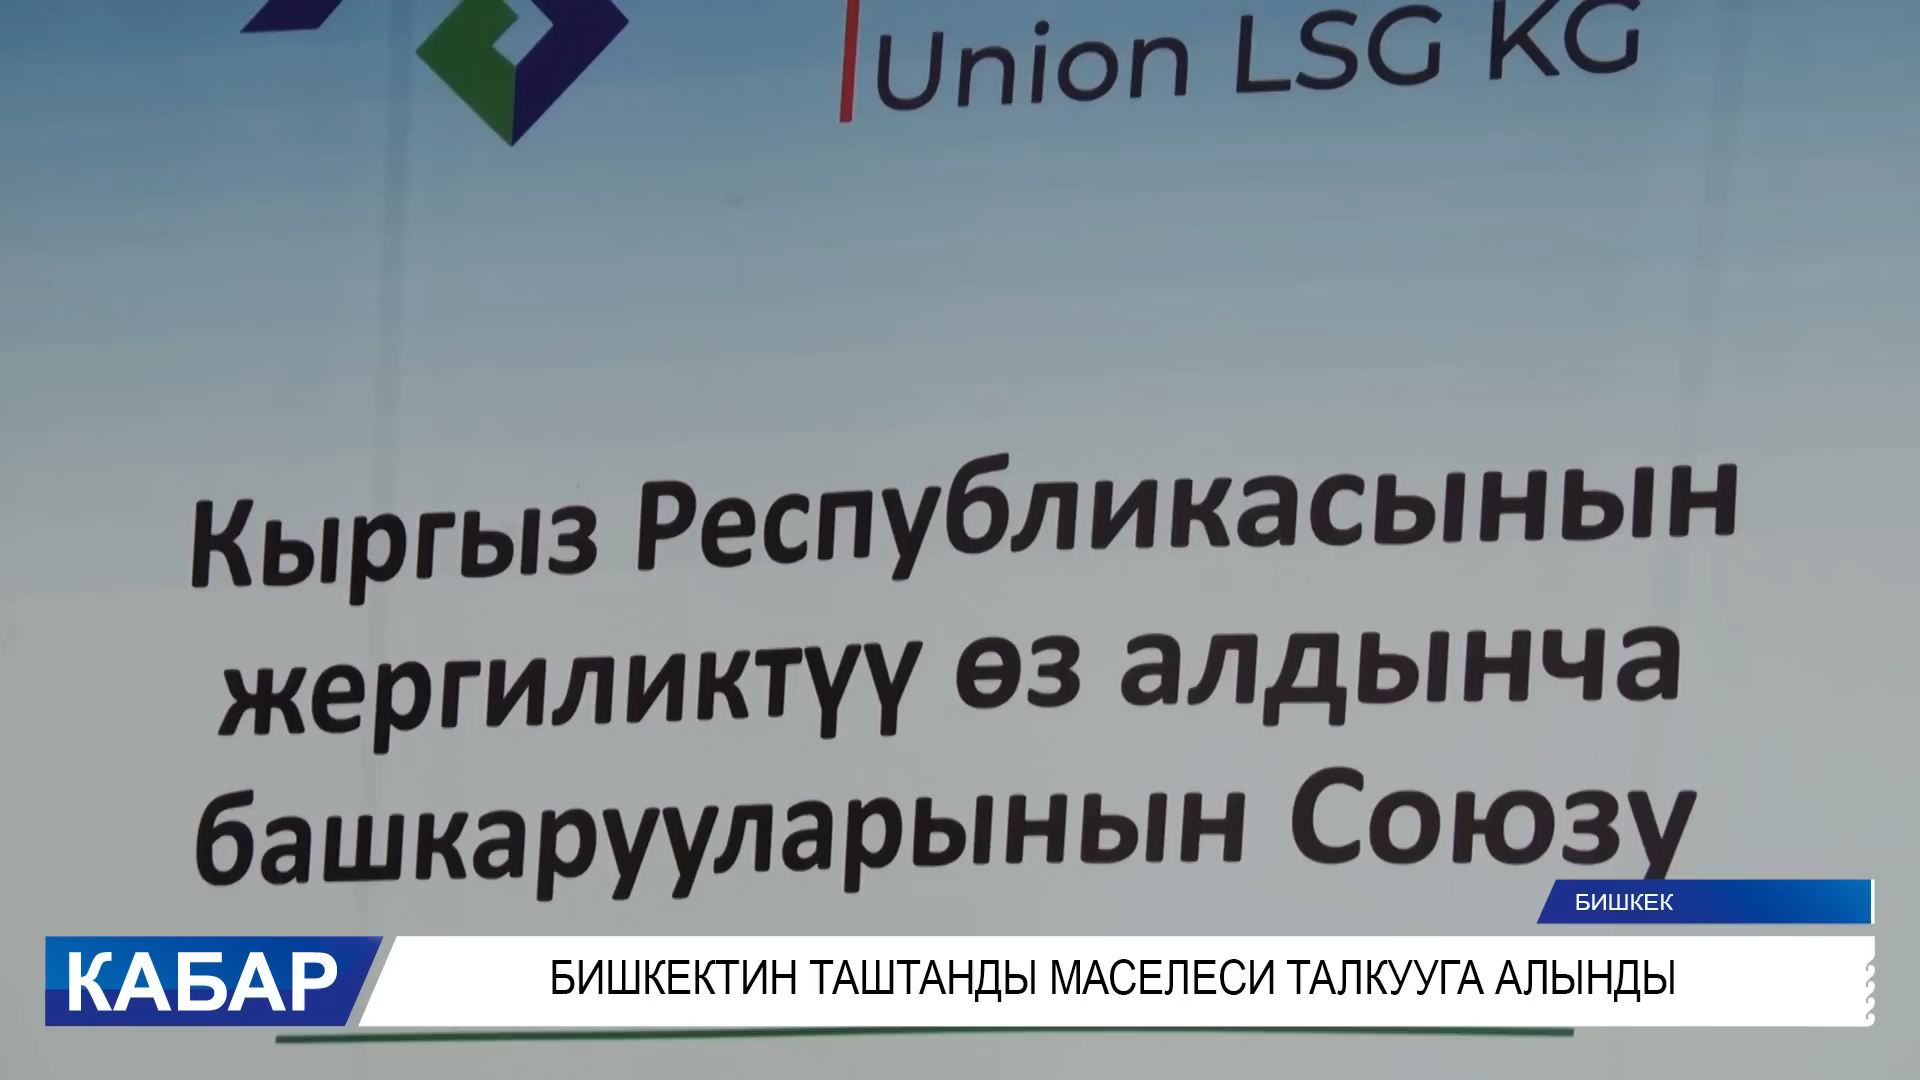 Union LSG KG
Кыргыз Республикасынын
жергиликтүү өз алдынча
башкарууларынын Союзу
БИШКЕК
КАБАР
БИШКЕКТИН ТАШТАНДЫ МАСЕЛЕСИ ТАЛКУУГА АЛЫНДЫ